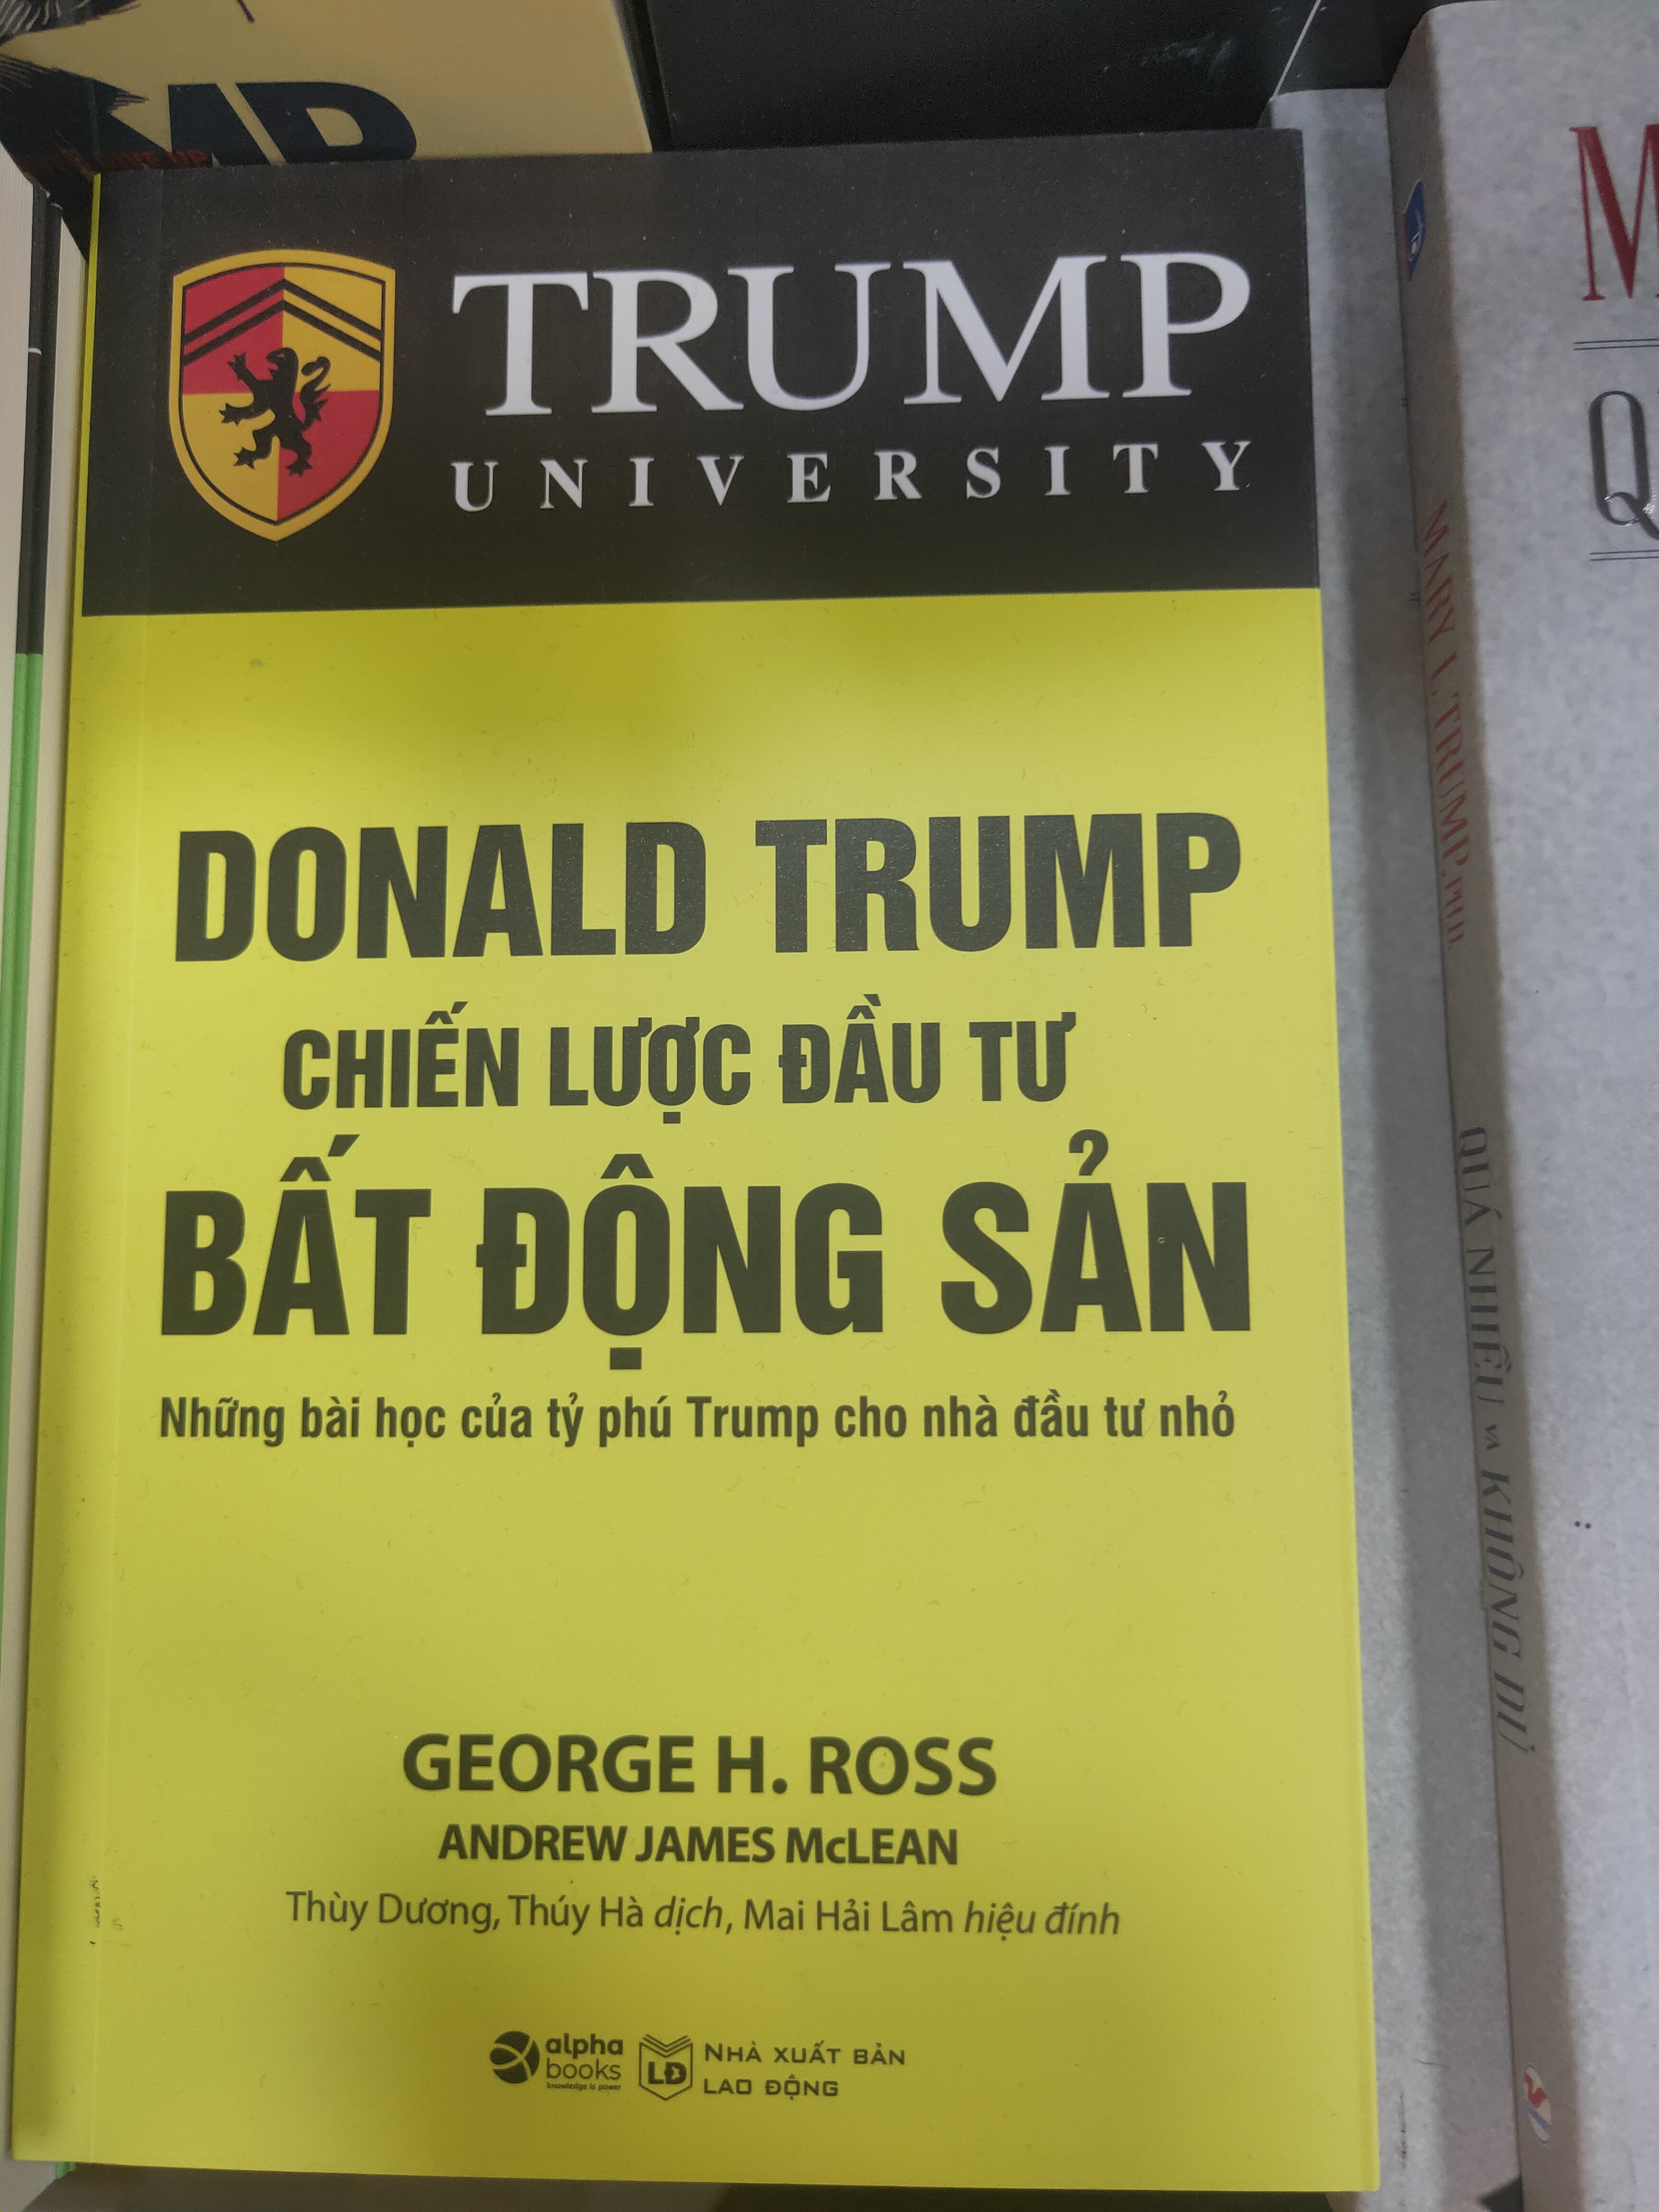 TRUMP
UNIVERSITY
DONALD TRUMP
CHIẾN LƯỢC ĐẦU TƯ
BẤT ĐỘNG SẢN
Những bài học của tỷ phú Trump cho nhà đầu tư nhỏ
GEORGE H. ROSS
ANDREW JAMES McLEAN
Thùy Dương, Thúy Hà dịch, Mai Hải Lâm hiệu đính
alpha
books
knowledge is power
LĐ
NHÀ XUẤT BẢN
LAO ĐỘNG
MARY L. TRUMP, PH.D.
QUÁ NHIỀU VÀ KHÔNG ĐỦ
M
Q